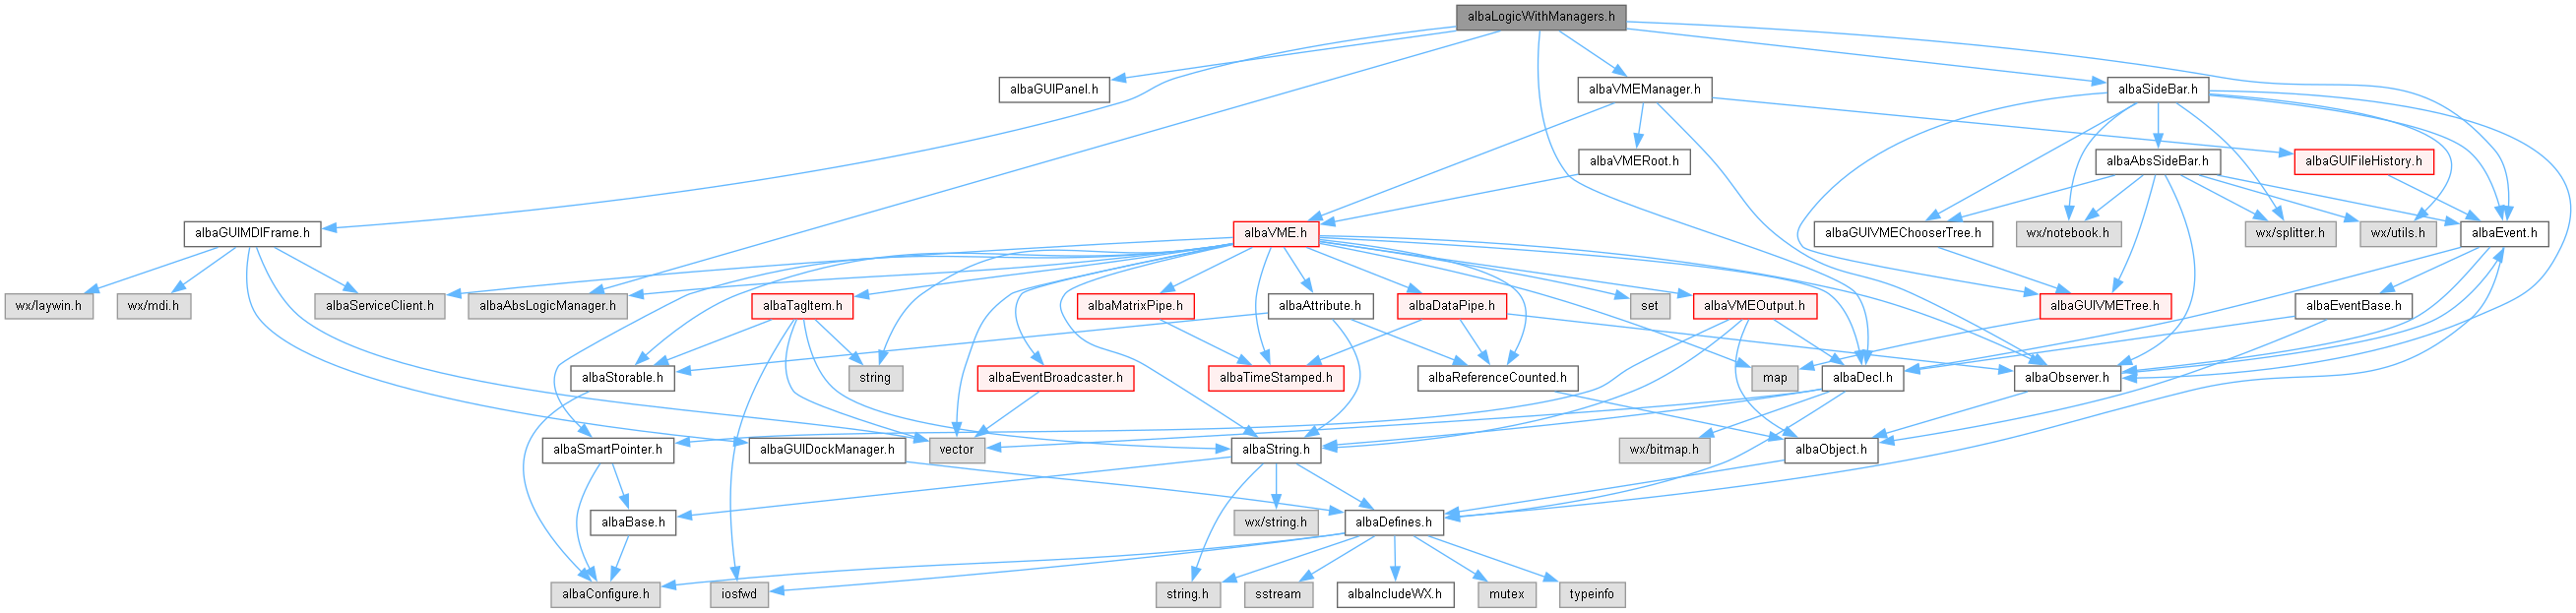 albaLogicWithManagers.h
albaGUIPanel.h
albaVMEManager.h
albaSideBar.h
albaVMERoot.h
albaAbsSideBar.h
albaGUIFileHistory.h
albaGUIMDIFrame.h
albaVME.h
albaGUIVMEChooserTree.h
wx/notebook.h
wx/splitter.h
wx/utils.h
albaEvent.h
wx/laywin.h
wx/mdi.h
albaServiceClient.h
albaAbsLogicManager.h
albaTagItem.h
albaMatrixPipe.h
albaAttribute.h
albaDataPipe.h
set
albaVMEOutput.h
albaGUIVMETree.h
albaEventBase.h
albaStorable.h
string
albaEventBroadcaster.h
albaTimeStamped.h
albaReferenceCounted.h
map
albaDecl.h
albaObserver.h
albaSmartPointer.h
albaGUIDockManager.h
vector
albaString.h
wx/bitmap.h
albaObject.h
albaBase.h
wx/string.h
albaDefines.h
albaConfigure.h
iosfwd
string.h
sstream
albaIncludeWX.h
mutex
typeinfo